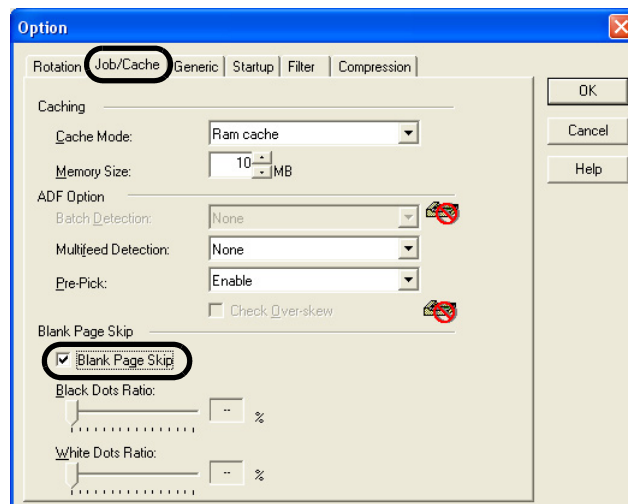 Option
Rotation Job/Cache Generic Startup Filter Compression
OK
Cancel
Help
Caching
Cache Mode: Ram cache
Memory Size: 10 MB
ADF Option
Batch Detection: None
Multifeed Detection: None
Pre-Pick: Enable
Check Over-skew
Blank Page Skip
Blank Page Skip
Black Dots Ratio:
-- %
White Dots Ratio:
-- %